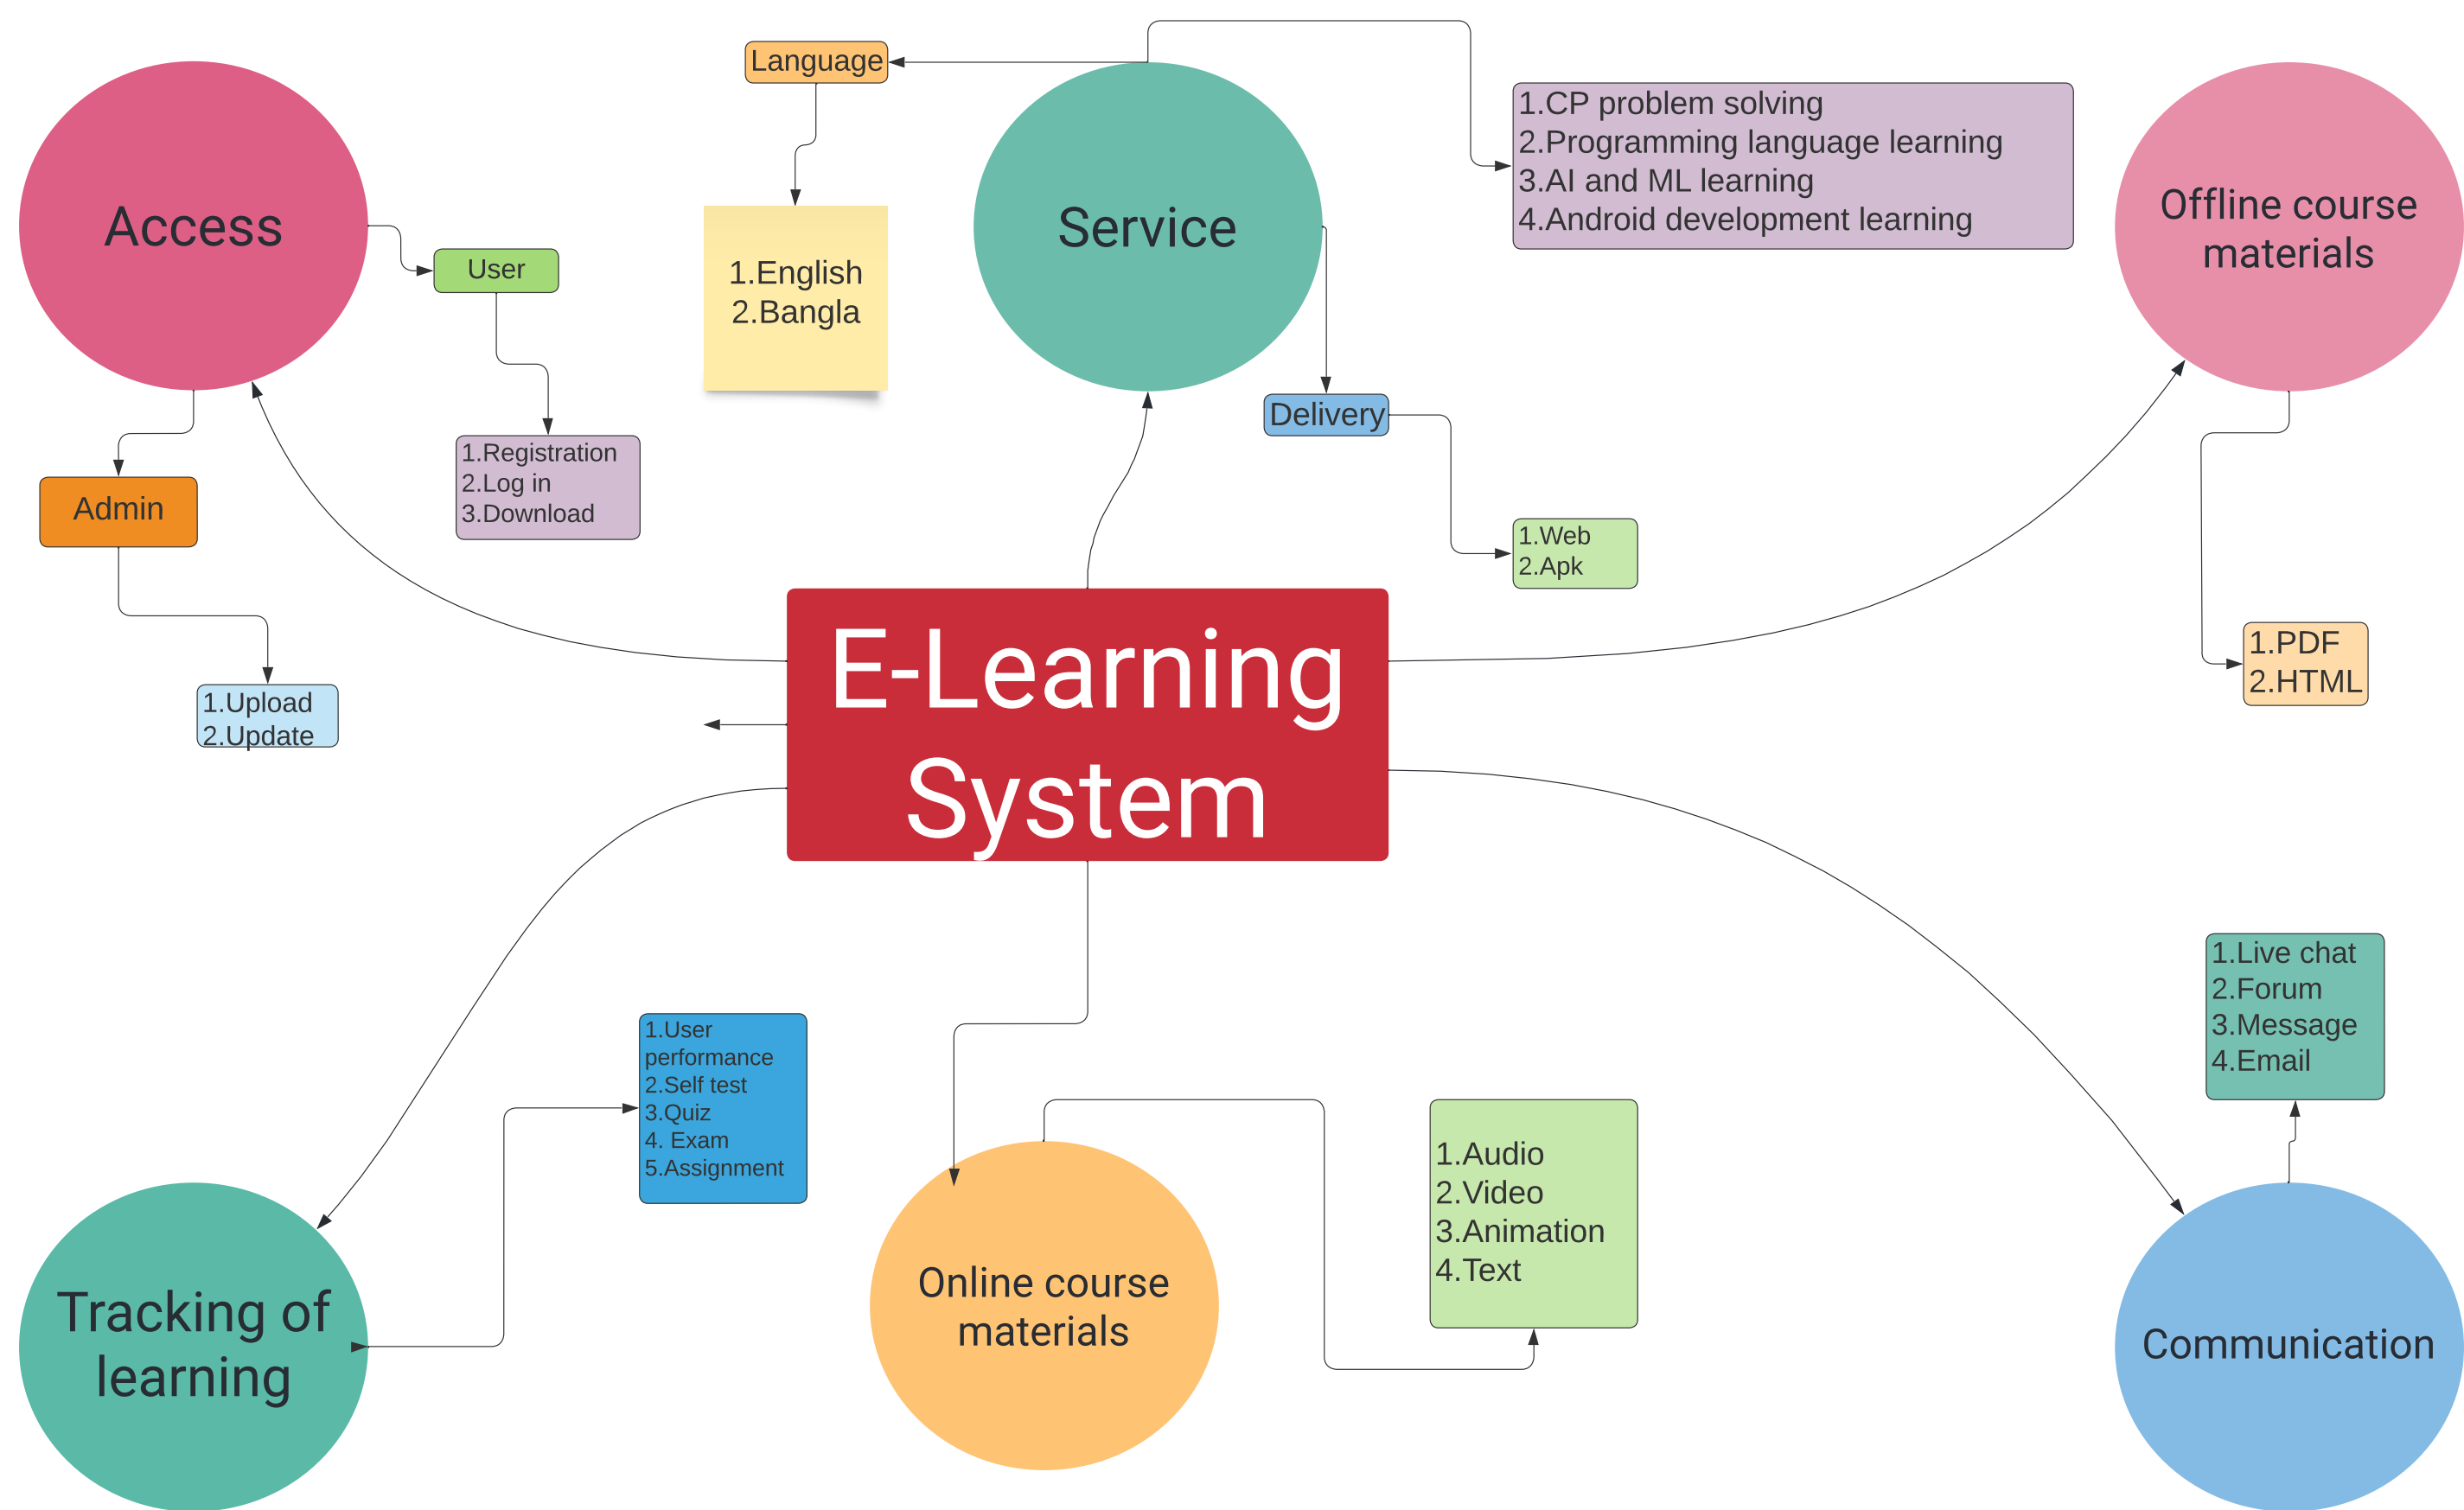 Language
1.CP problem solving
2.Programming language learning
3.AI and ML learning
4.Android development learning
Access
User
1.English
2.Bangla
Service
Offline course
materials
Delivery
1.Registration
2.Log in
3.Download
Admin
1.Web
2.Apk
1.Upload
2.Update
E-Learning
System
1.PDF
2.HTML
1.User
performance
2.Self test
3.Quiz
4. Exam
5.Assignment
1.Live chat
2.Forum
3.Message
4.Email
1.Audio
2.Video
3.Animation
4.Text
Tracking of
learning
Online course
materials
Communication